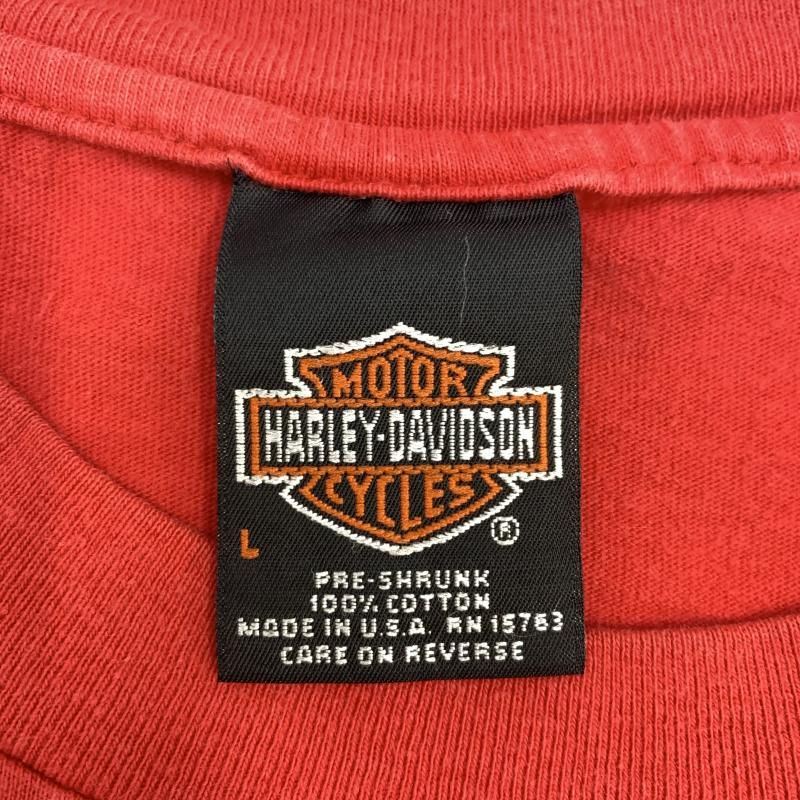 MOTOR
HARLEY-DAVIDSON
CYCLES
®
L
PRE-SHRUNK
100% COTTON
MADE IN U.S.A. RN 15763
CARE ON REVERSE